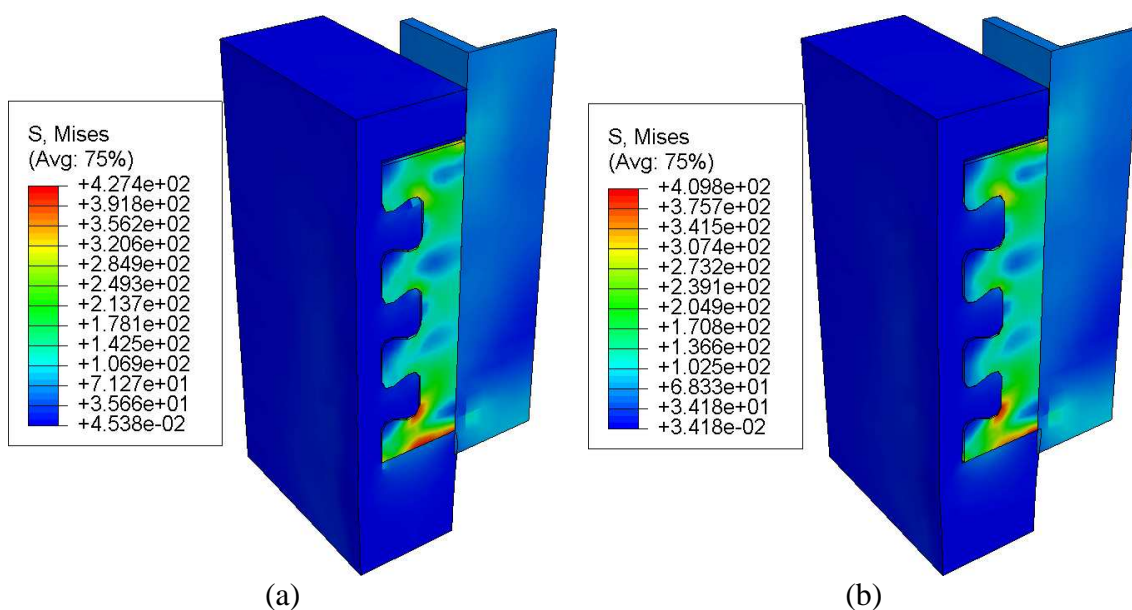 S, Mises
(Avg: 75%)
+4.274e+02
+3.918e+02
+3.562e+02
+3.206e+02
+2.849e+02
+2.493e+02
+2.137e+02
+1.781e+02
+1.425e+02
+1.069e+02
+7.127e+01
+3.566e+01
+4.538e-02
S, Mises
(Avg: 75%)
+4.098e+02
+3.757e+02
+3.415e+02
+3.074e+02
+2.732e+02
+2.391e+02
+2.049e+02
+1.708e+02
+1.366e+02
+1.025e+02
+6.833e+01
+3.418e+01
+3.418e-02
(a)
(b)